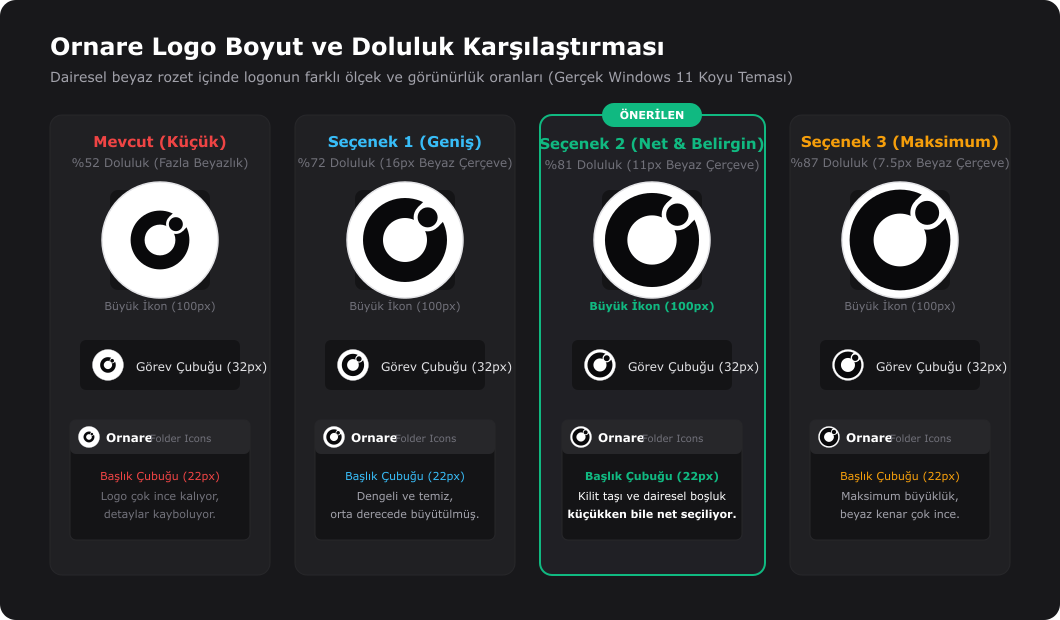 Ornare Logo Boyut ve Doluluk Karşılaştırması
Dairesel beyaz rozet içinde logonun farklı ölçek ve görünürlük oranları (Gerçek Windows 11 Koyu Teması)
Mevcut (Küçük)
%52 Doluluk (Fazla Beyazlık)
Büyük İkon (100px)
Görev Çubuğu (32px)
Ornare Folder Icons
Başlık Çubuğu (22px)
Logo çok ince kalıyor,
detaylar kayboluyor.
Seçenek 1 (Geniş)
%72 Doluluk (16px Beyaz Çerçeve)
Büyük İkon (100px)
Görev Çubuğu (32px)
Ornare Folder Icons
Başlık Çubuğu (22px)
Dengeli ve temiz,
orta derecede büyütülmüş.
ÖNERİLEN
Seçenek 2 (Net & Belirgin)
%81 Doluluk (11px Beyaz Çerçeve)
Büyük İkon (100px)
Görev Çubuğu (32px)
Ornare Folder Icons
Başlık Çubuğu (22px)
Kilit taşı ve dairesel boşluk
küçükken bile net seçiliyor.
Seçenek 3 (Maksimum)
%87 Doluluk (7.5px Beyaz Çerçeve)
Büyük İkon (100px)
Görev Çubuğu (32px)
Ornare Folder Icons
Başlık Çubuğu (22px)
Maksimum büyüklük,
beyaz kenar çok ince.